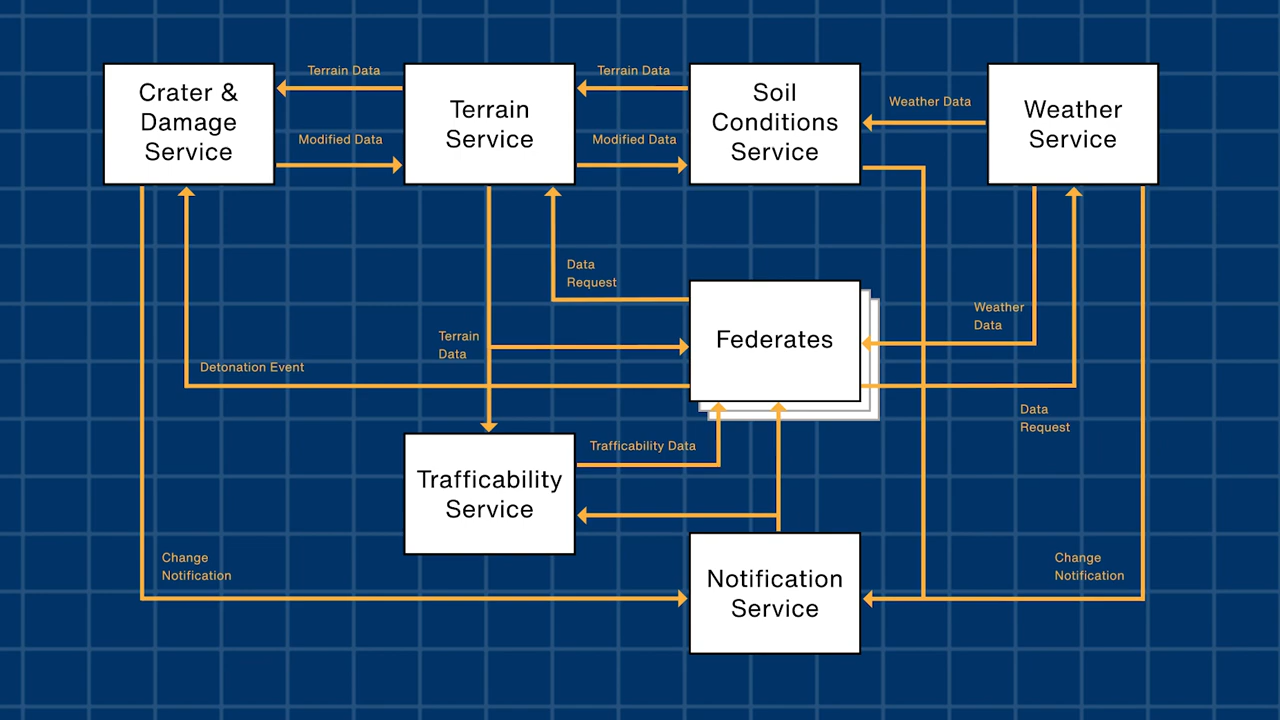 Terrain Data
Terrain Data
Crater &
Damage
Service
Terrain
Service
Soil
Conditions
Service
Weather Data
Weather
Service
Modified Data
Modified Data
Data
Request
Federates
Weather
Data
Terrain
Data
Detonation Event
Data
Request
Trafficability Data
Trafficability
Service
Change
Notification
Notification
Service
Change
Notification